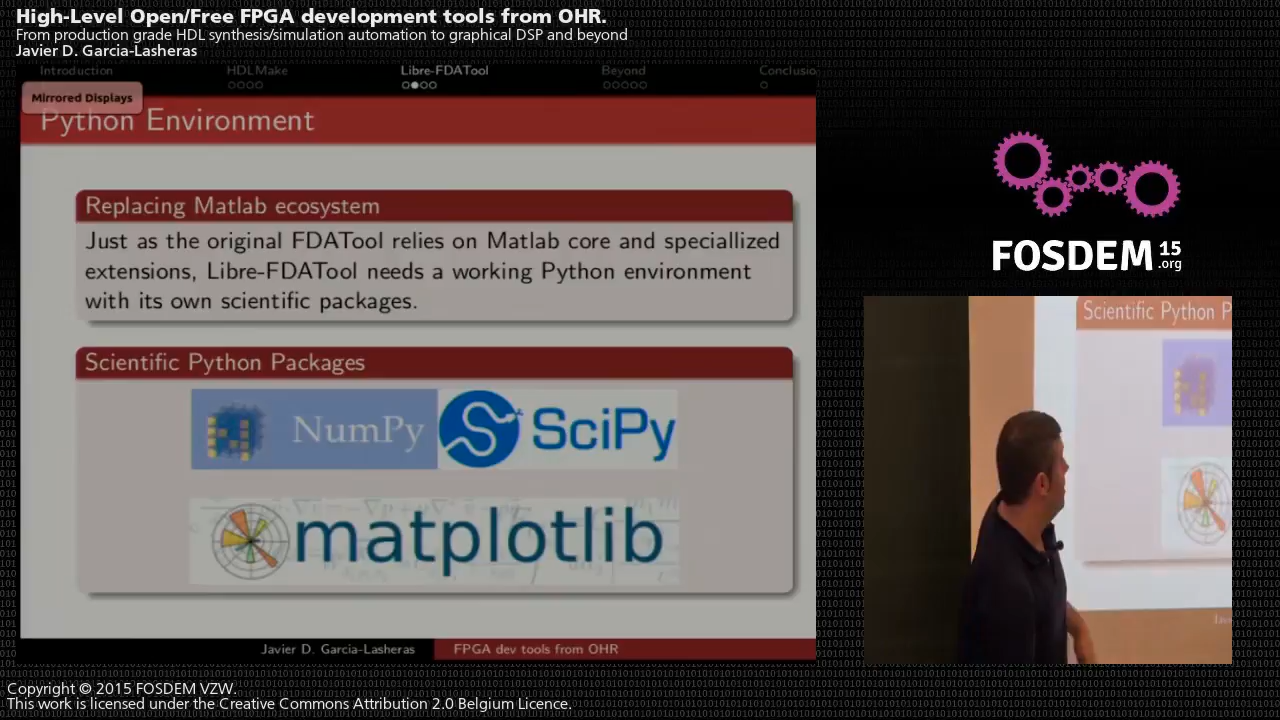 High-Level Open/Free FPGA development tools from OHR.
From production grade HDL synthesis/simulation automation to graphical DSP and beyond
Javier D. Garcia-Lasheras
Introduction HDLMake Libre-FDATool Beyond Conclusio
Mirrored Displays
Python Environment
Replacing Matlab ecosystem
Just as the original FDATool relies on Matlab core and speciallized
extensions, Libre-FDATool needs a working Python environment
with its own scientific packages.
Scientific Python Packages
NumPy SciPy
matplotlib
Javier D. Garcia-Lasheras FPGA dev tools from OHR
FOSDEM 15
.org
Scientific Python P
Copyright © 2015 FOSDEM VZW.
This work is licensed under the Creative Commons Attribution 2.0 Belgium Licence.